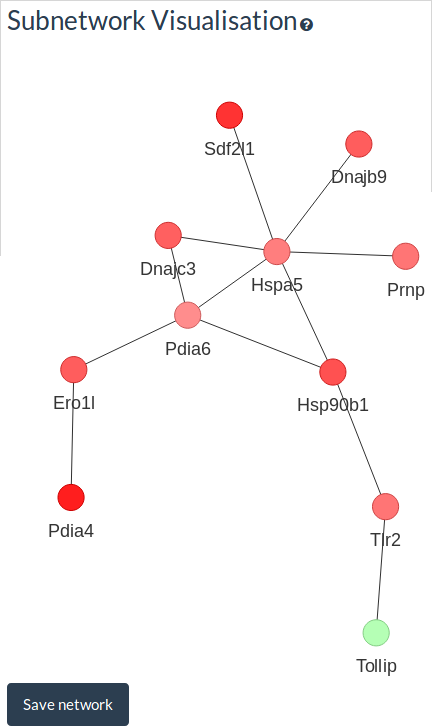 Subnetwork Visualisation?
Sdf2l1
Dnajb9
Dnajc3
Hspa5
Prnp
Pdia6
Ero1l
Hsp90b1
Pdia4
Tlr2
Tollip
Save network